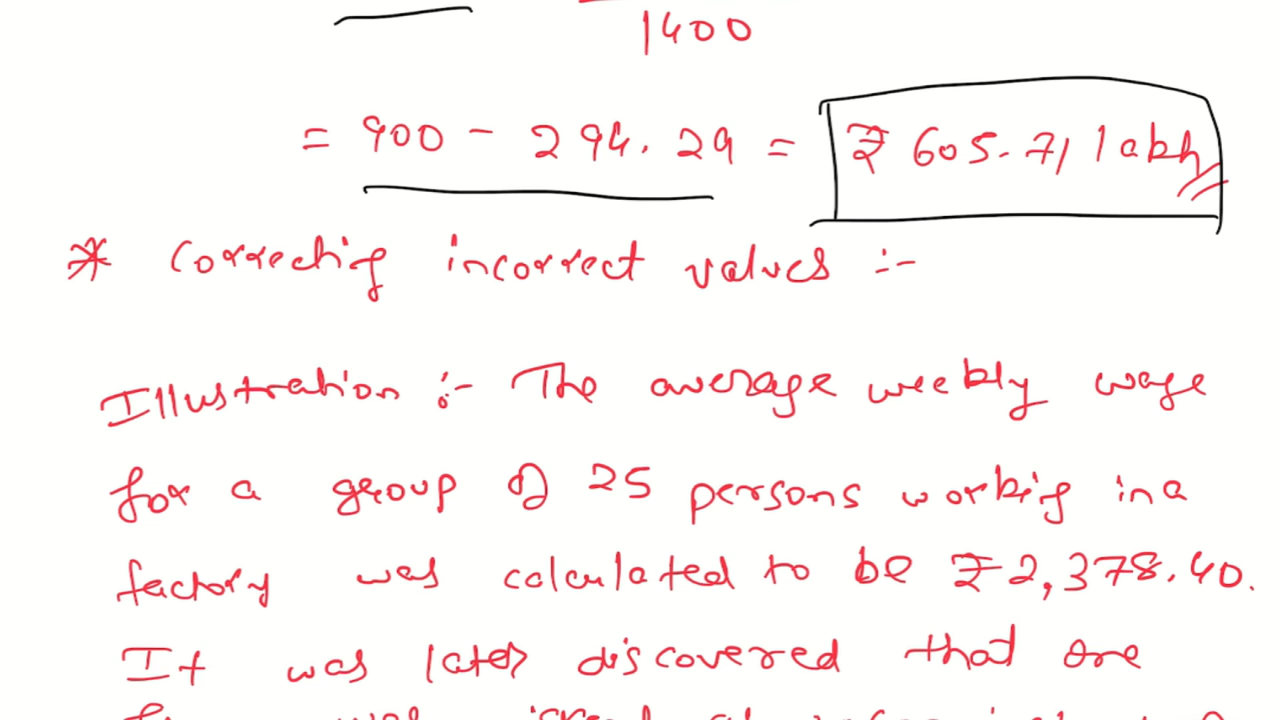 1400
= 900 - 294.29 = ₹ 605.71 lakh
* Correcting incorrect values :-
Illustration :- The average weekly wage
for a group of 25 persons working in a
factory was calculated to be ₹ 2,378.40.
It was later discovered that one